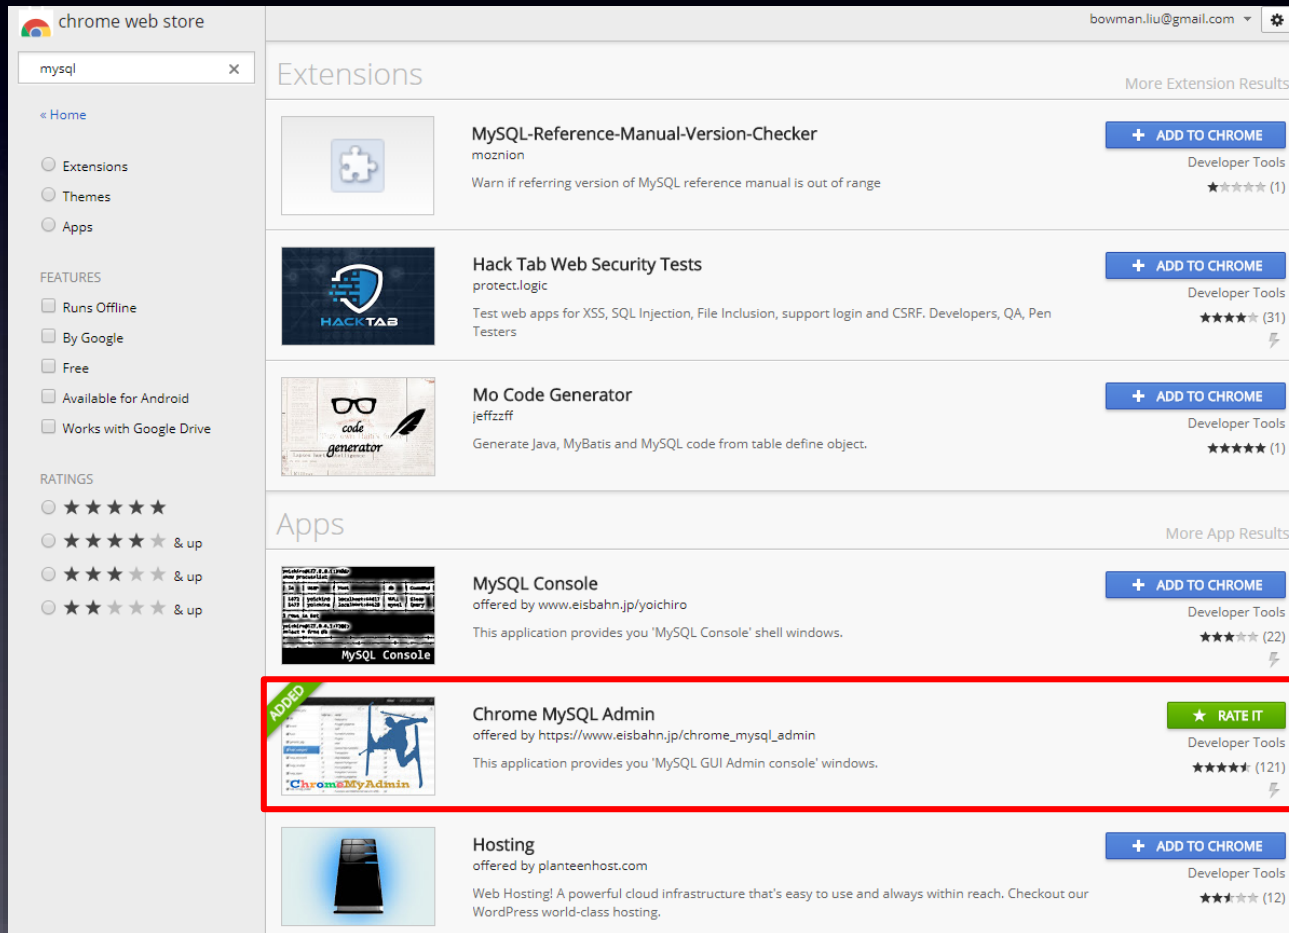 chrome web store
bowman.liu@gmail.com
mysql
« Home
Extensions
Themes
Apps
FEATURES
Runs Offline
By Google
Free
Available for Android
Works with Google Drive
RATINGS
& up
& up
& up
Extensions
More Extension Results
MySQL-Reference-Manual-Version-Checker
moznion
Warn if referring version of MySQL reference manual is out of range
ADD TO CHROME
Developer Tools
(1)
HACKTAB
Hack Tab Web Security Tests
protect.logic
Test web apps for XSS, SQL Injection, File Inclusion, support login and CSRF. Developers, QA, Pen
Testers
ADD TO CHROME
Developer Tools
(31)
code
generator
Mo Code Generator
jeffzzff
Generate Java, MyBatis and MySQL code from table define object.
ADD TO CHROME
Developer Tools
(1)
Apps
More App Results
MySQL Console
MySQL Console
offered by www.eisbahn.jp/yoichiro
This application provides you 'MySQL Console' shell windows.
ADD TO CHROME
Developer Tools
(22)
ADDED
ChromeMyAdmin
Chrome MySQL Admin
offered by https://www.eisbahn.jp/chrome_mysql_admin
This application provides you 'MySQL GUI Admin console' windows.
RATE IT
Developer Tools
(121)
Hosting
offered by planteenhost.com
Web Hosting! A powerful cloud infrastructure that's easy to use and always within reach. Checkout our
WordPress world-class hosting.
ADD TO CHROME
Developer Tools
(12)